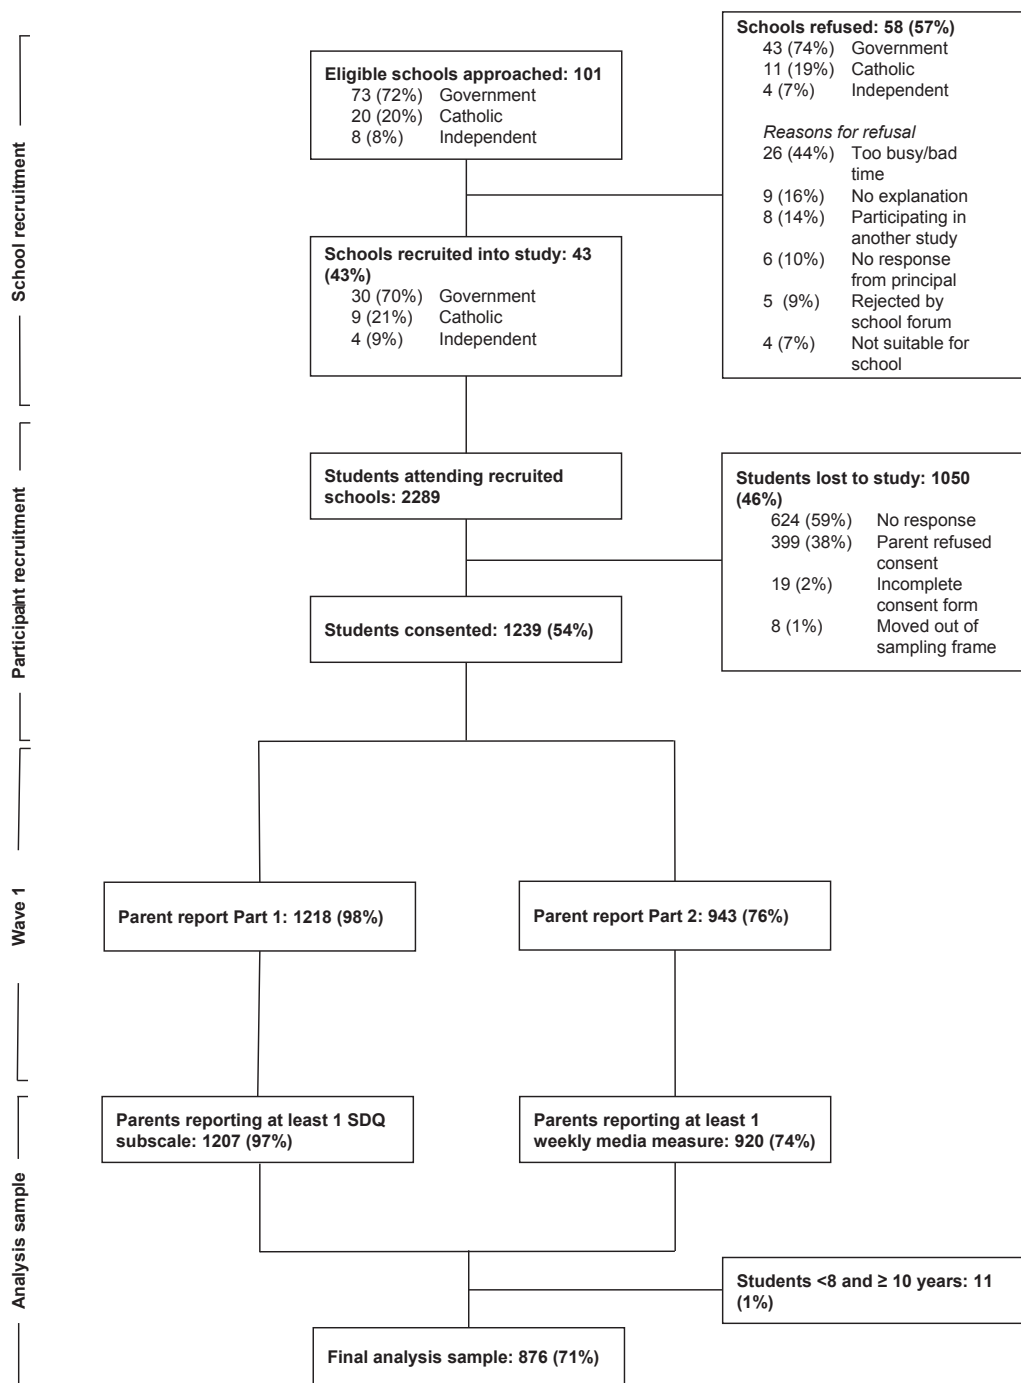 School recruitment
Eligible schools approached: 101
73 (72%) Government
20 (20%) Catholic
8 (8%) Independent
Schools refused: 58 (57%)
43 (74%) Government
11 (19%) Catholic
4 (7%) Independent
Reasons for refusal
26 (44%) Too busy/bad
time
9 (16%) No explanation
8 (14%) Participating in
another study
6 (10%) No response
from principal
5 (9%) Rejected by
school forum
4 (7%) Not suitable for
school
Schools recruited into study: 43
(43%)
30 (70%) Government
9 (21%) Catholic
4 (9%) Independent
Participant recruitment
Students attending recruited
schools: 2289
Students lost to study: 1050
(46%)
624 (59%) No response
399 (38%) Parent refused
consent
19 (2%) Incomplete
consent form
8 (1%) Moved out of
sampling frame
Students consented: 1239 (54%)
Wave 1
Parent report Part 1: 1218 (98%)
Parent report Part 2: 943 (76%)
Analysis sample
Parents reporting at least 1 SDQ
subscale: 1207 (97%)
Parents reporting at least 1
weekly media measure: 920 (74%)
Students <8 and ≥ 10 years: 11
(1%)
Final analysis sample: 876 (71%)